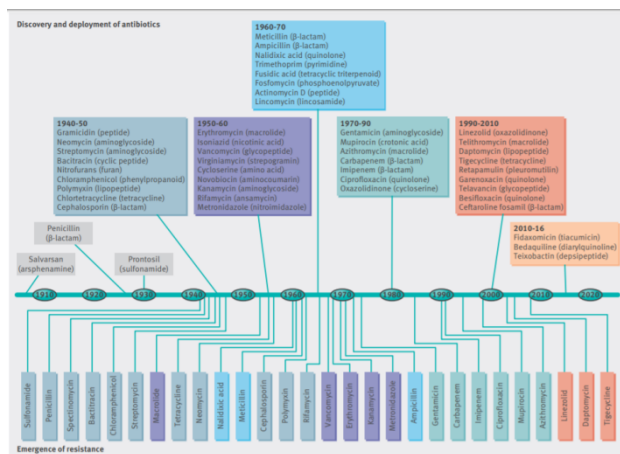 Discovery and deployment of antibiotics
1960-70
Meticillin (β-lactam)
Ampicillin (β-lactam)
Nalidixic acid (quinolone)
Trimethoprim (pyrimidine)
Fusidic acid (tetracyclic triterpenoid)
Fosfomycin (phosphoenolpyruvate)
Actinomycin D (peptide)
Lincomycin (lincosamide)
1940-50
Gramicidin (peptide)
Neomycin (aminoglycoside)
Streptomycin (aminoglycoside)
Bacitracin (cyclic peptide)
Nitrofurans (furan)
Chloramphenicol (phenylpropanoid)
Polymyxin (lipopeptide)
Chlortetracycline (tetracycline)
Cephalosporin (β-lactam)
1950-60
Erythromycin (macrolide)
Isoniazid (nicotinic acid)
Vancomycin (glycopeptide)
Virginiamycin (strepogramin)
Cycloserine (amino acid)
Novobiocin (aminocoumarin)
Kanamycin (aminoglycoside)
Rifamycin (ansamycin)
Metronidazole (nitroimidazole)
1970-90
Gentamicin (aminoglycoside)
Mupirocin (crotonic acid)
Azithromycin (macrolide)
Carbapenem (β-lactam)
Imipenem (β-lactam)
Ciprofloxacin (quinolone)
Oxazolidinone (cycloserine)
1990-2010
Linezolid (oxazolidinone)
Telithromycin (macrolide)
Daptomycin (lipopeptide)
Tigecycline (tetracycline)
Retapamulin (pleuromutilin)
Garenoxacin (quinolone)
Telavancin (glycopeptide)
Besifloxacin (quinolone)
Ceftaroline fosamil (β-lactam)
2010-16
Fidaxomicin (tiacumicin)
Bedaquiline (diarylquinoline)
Teixobactin (depsipeptide)
Penicillin
(β-lactam)
Salvarsan
(arsphenamine)
Prontosil
(sulfonamide)
1910
1920
1930
1940
1950
1960
1970
1980
1990
2000
2010
2020
Sulfonamide
Penicillin
Spectinomycin
Bactitracin
Chloramphenicol
Streptomycin
Macrolide
Tetracycline
Neomycin
Nalidixic acid
Meticillin
Cephalosporin
Polymyxin
Rifamycin
Vancomycin
Erythromycin
Kanamycin
Metronidazole
Ampicillin
Gentamicin
Carbapenem
Imipenem
Ciprofloxacin
Mupirocin
Azithromycin
Linezolid
Daptomycin
Tigecycline
Emergence of resistance